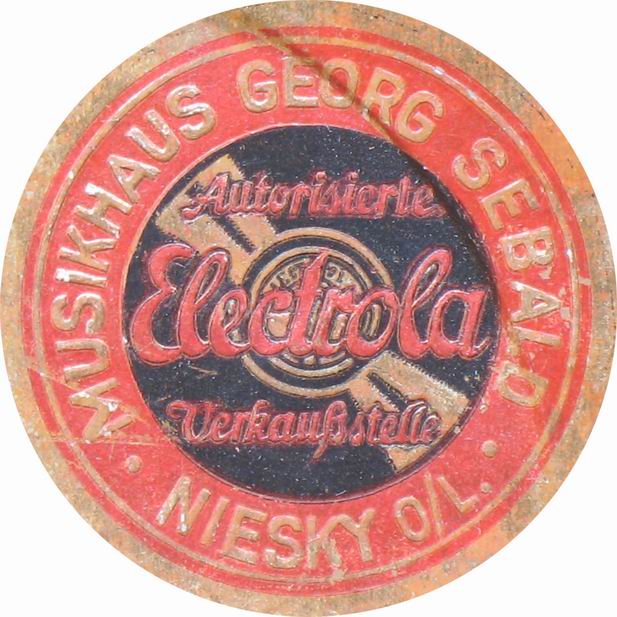 MUSIKHAUS GEORG SEBALD
Autorisierte
Electrola
Verkaufsstelle
· NIESKY O/L. ·